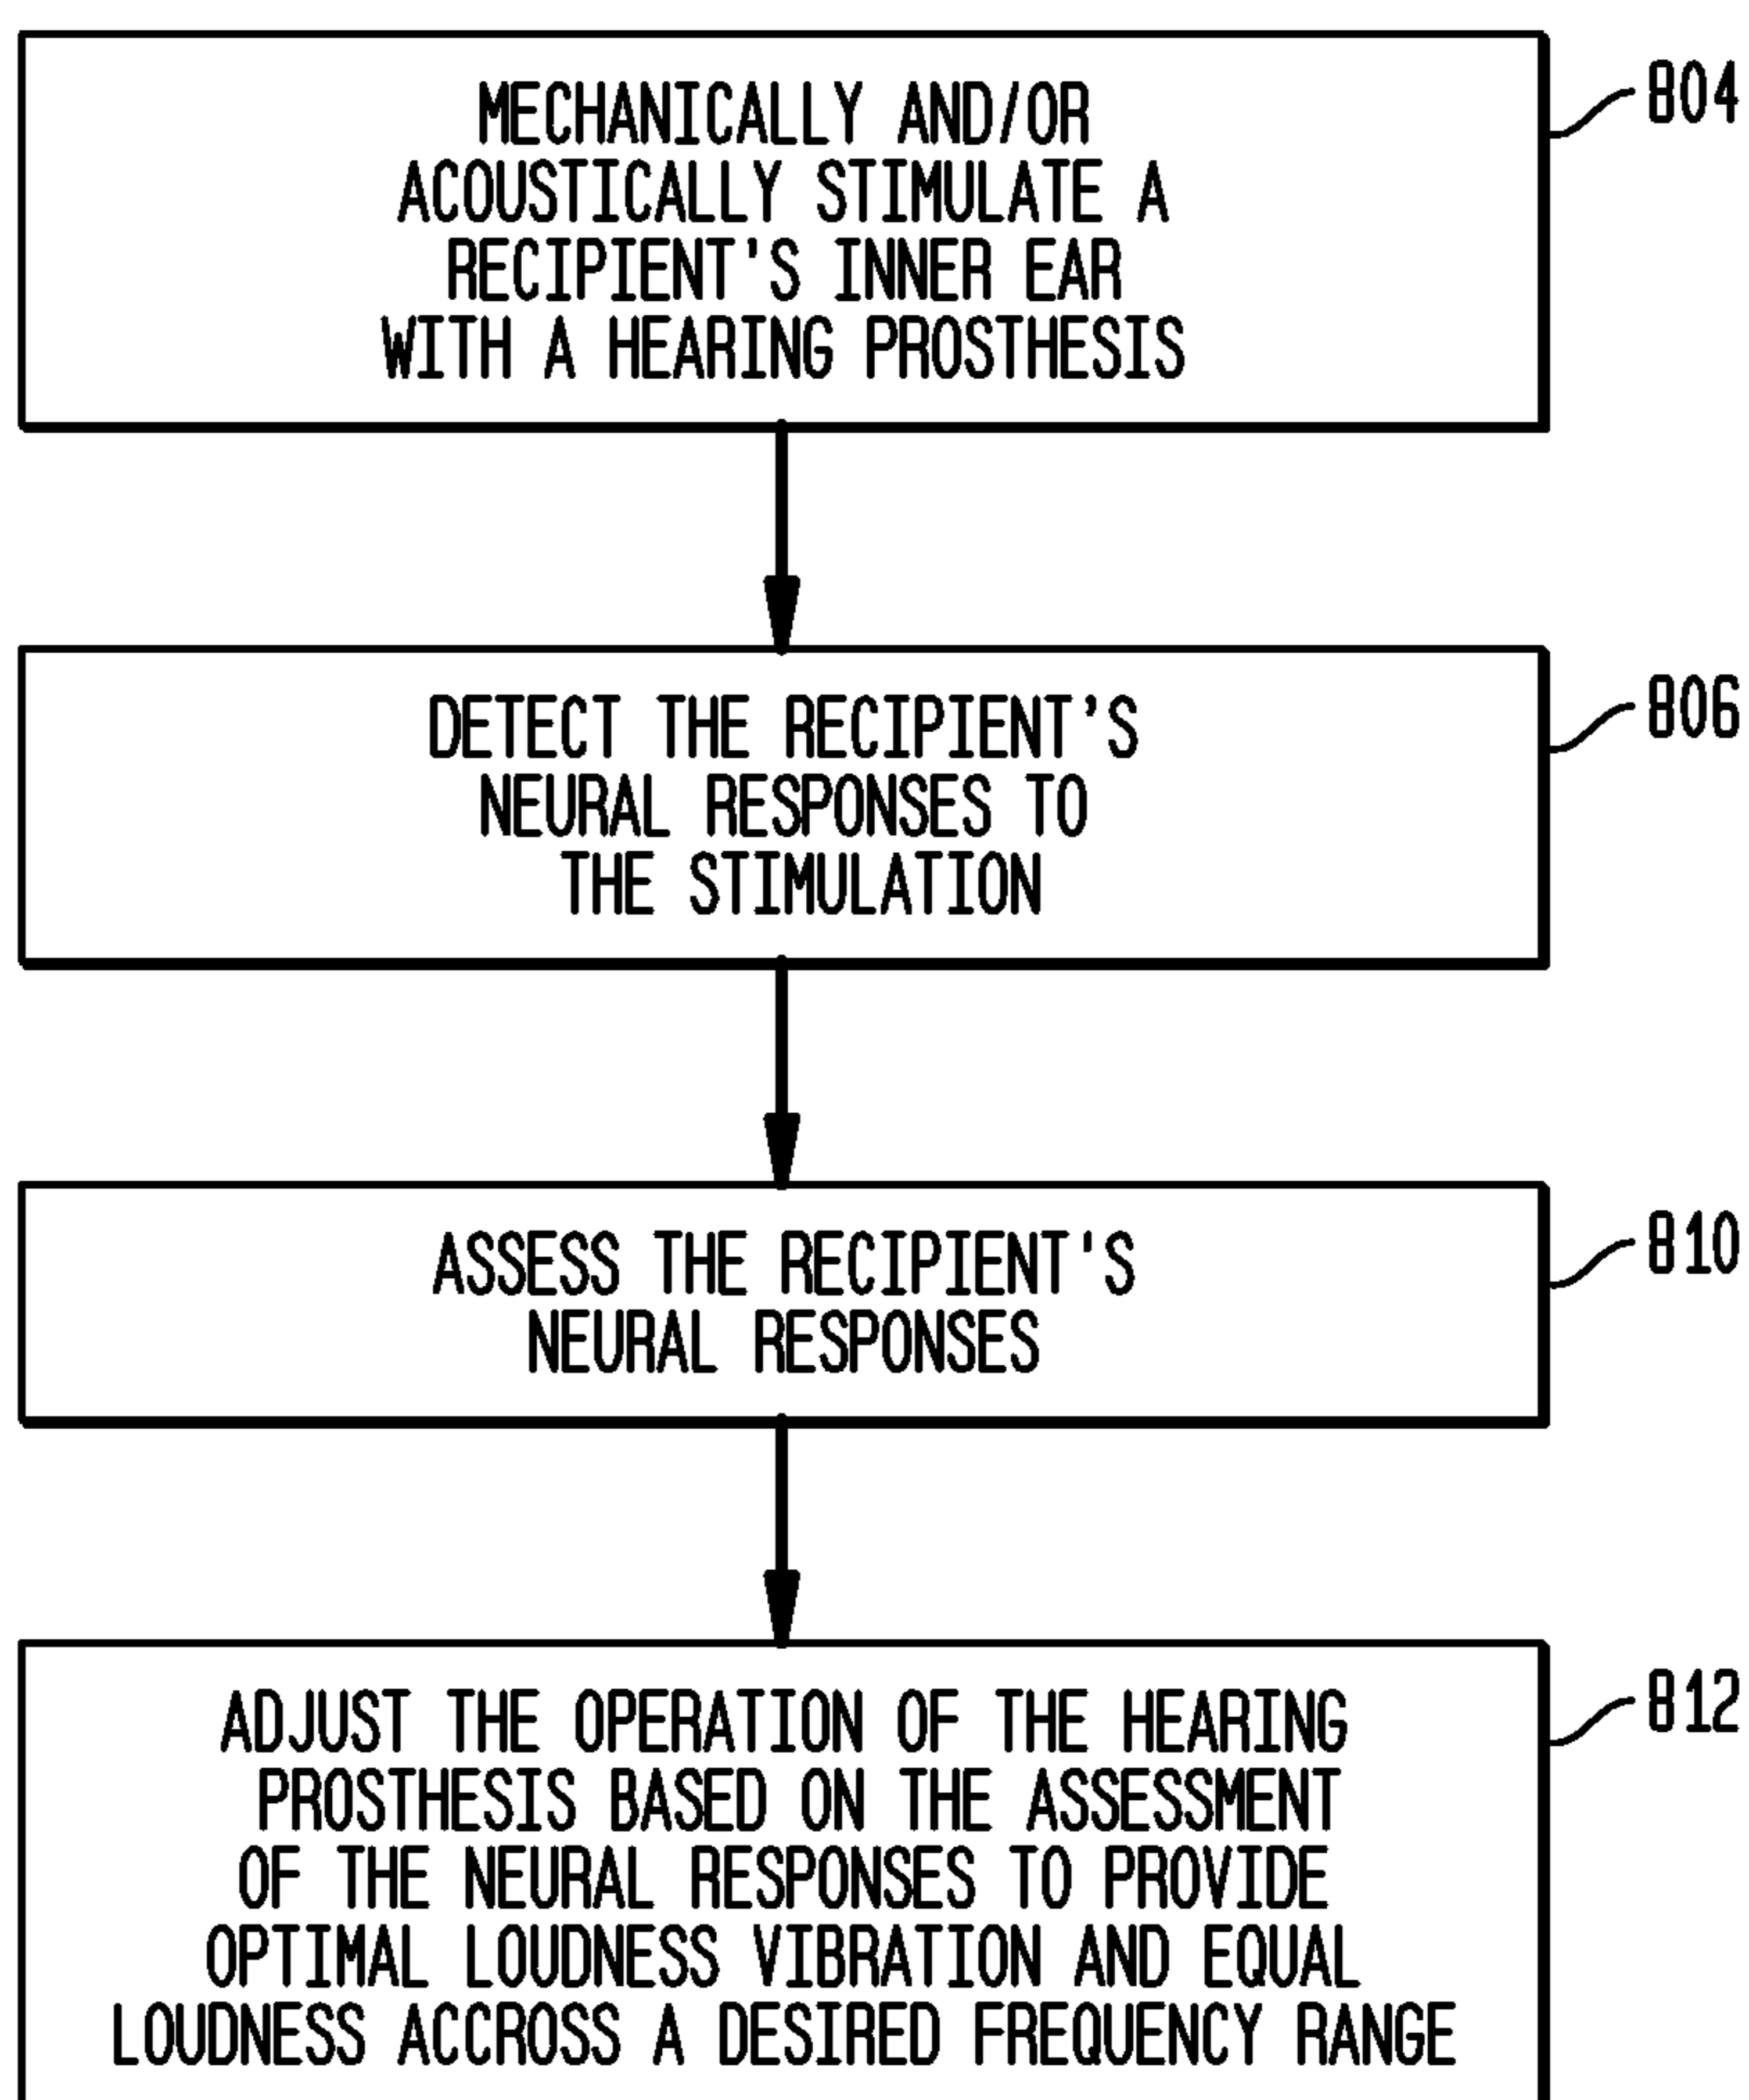 MECHANICALLY AND/OR
ACOUSTICALLY STIMULATE A
RECIPIENT'S INNER EAR
WITH A HEARING PROSTHESIS
804
DETECT THE RECIPIENT'S
NEURAL RESPONSES TO
THE STIMULATION
806
ASSESS THE RECIPIENT'S
NEURAL RESPONSES
810
ADJUST THE OPERATION OF THE HEARING
PROSTHESIS BASED ON THE ASSESSMENT
OF THE NEURAL RESPONSES TO PROVIDE
OPTIMAL LOUDNESS VIBRATION AND EQUAL
LOUDNESS ACCROSS A DESIRED FREQUENCY RANGE
812